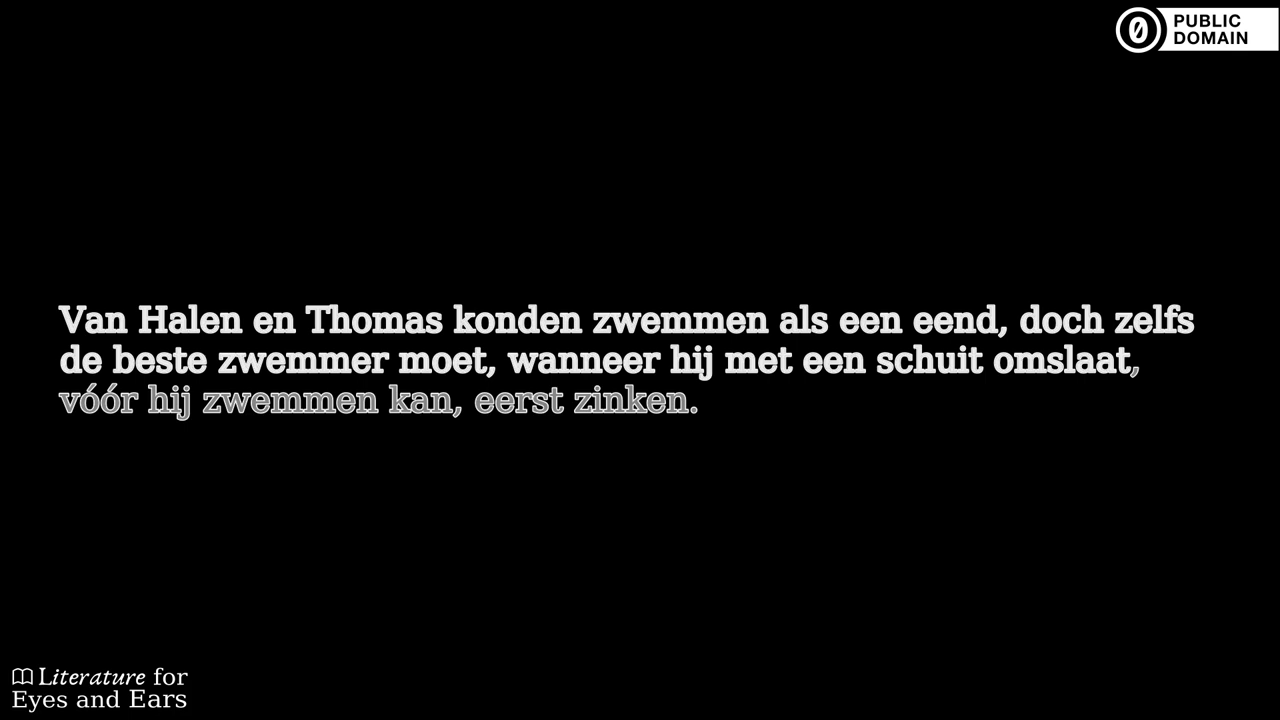 PUBLIC
DOMAIN
Van Halen en Thomas konden zwemmen als een eend, doch zelfs
de beste zwemmer moet, wanneer hij met een schuit omslaat,
vóór hij zwemmen kan, eerst zinken.
Literature for
Eyes and Ears